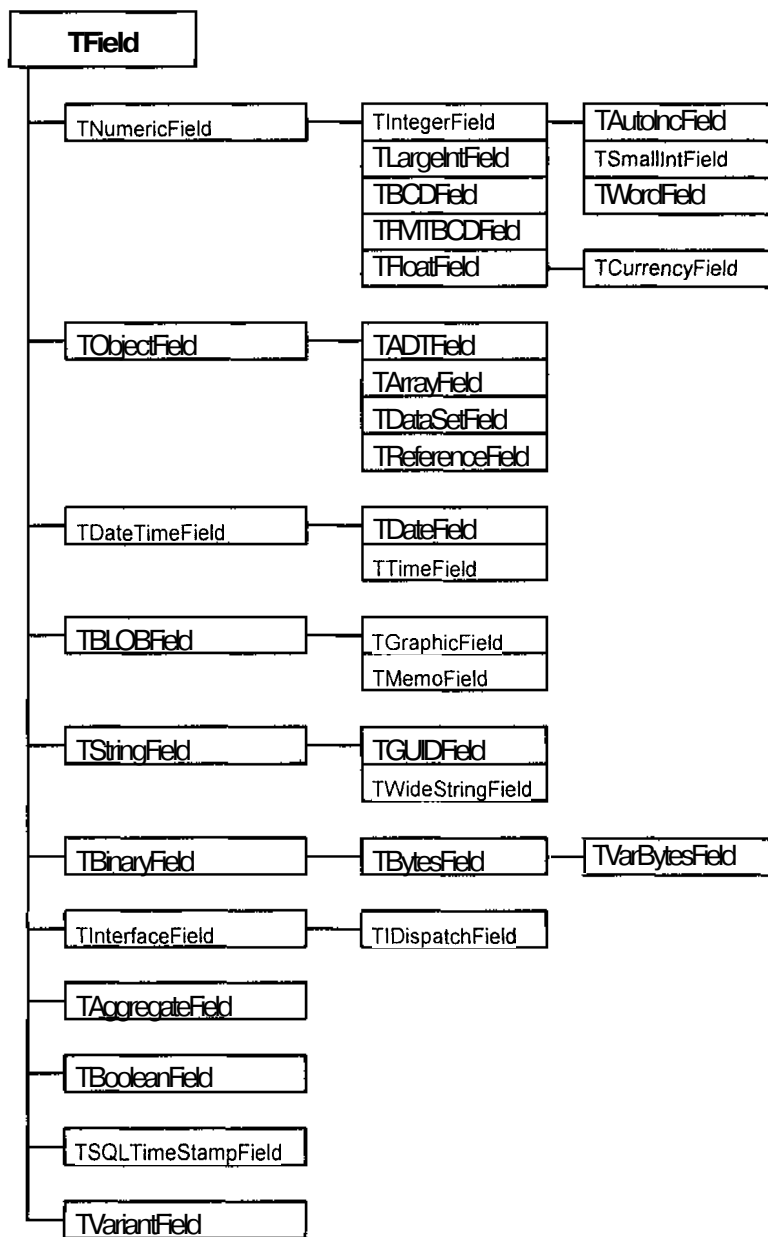 TField
TNumericField
TIntegerField
TAutoIncField
TLargeIntField
TSmallIntField
TBCDField
TWordField
TFMTBCDField
TFloatField
TCurrencyField
TObjectField
TADTField
TArrayField
TDataSetField
TReferenceField
TDateTimeField
TDateField
TTimeField
TBLOBField
TGraphicField
TMemoField
TStringField
TGUIDField
TWideStringField
TBinaryField
TBytesField
TVarBytesField
TInterfaceField
TIDispatchField
TAggregateField
TBooleanField
TSQLTimeStampField
TVariantField